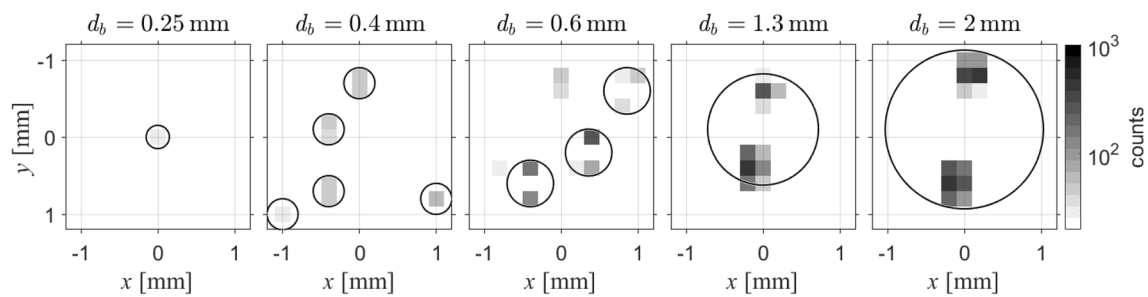 d_b = 0.25 mm d_b = 0.4 mm d_b = 0.6 mm d_b = 1.3 mm d_b = 2 mm
10^3
-1
0
1
y [mm]
10^2
counts
-1 0 1 -1 0 1 -1 0 1 -1 0 1 -1 0 1
x [mm] x [mm] x [mm] x [mm] x [mm]